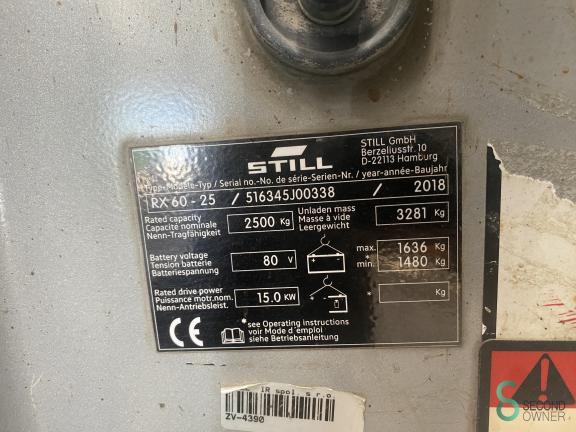 STILL
STILL GmbH
Berzeliusstr. 10
D-22113 Hamburg
Type-Modèle-Typ / Serial no.-No. de série-Serien-Nr. / year-année-Baujahr
RX 60 - 25 / 516345J00338 / 2018
Rated capacity
Capacité nominale
Nenn-Tragfähigkeit
2500 Kg
Unladen mass
Masse à vide
Leergewicht
3281 Kg
Battery voltage
Tension batterie
Batteriespannung
80 V
max. 1636 Kg
*
min. 1480 Kg
Rated drive power
Puissance motr.nom.
Nenn-Antriebsleist.
15.0 KW
* Kg
CE
*see Operating instructions
voir Mode d'emploi
siehe Betriebsanleitung
IR spol. s r.o.
ZV-4390
SECOND
OWNER